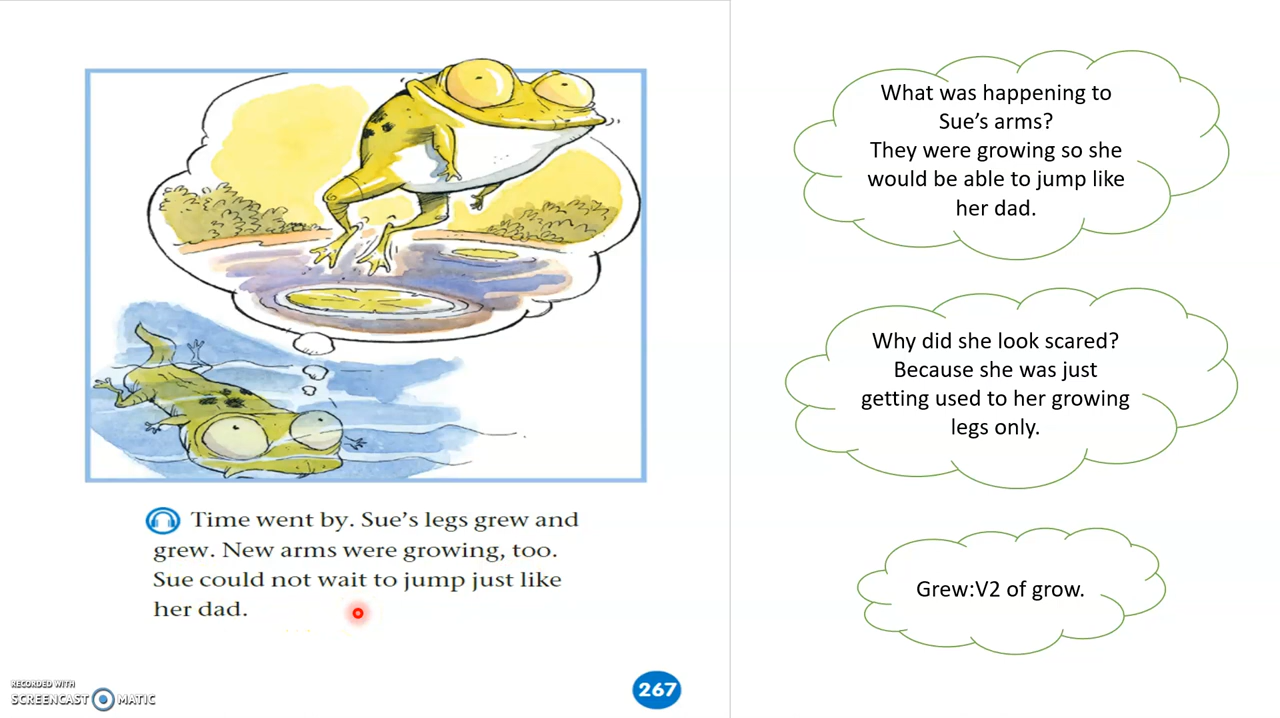 Time went by. Sue's legs grew and
grew. New arms were growing, too.
Sue could not wait to jump just like
her dad.
267
What was happening to
Sue's arms?
They were growing so she
would be able to jump like
her dad.
Why did she look scared?
Because she was just
getting used to her growing
legs only.
Grew:V2 of grow.
RECORDED WITH
SCREENCAST MATIC